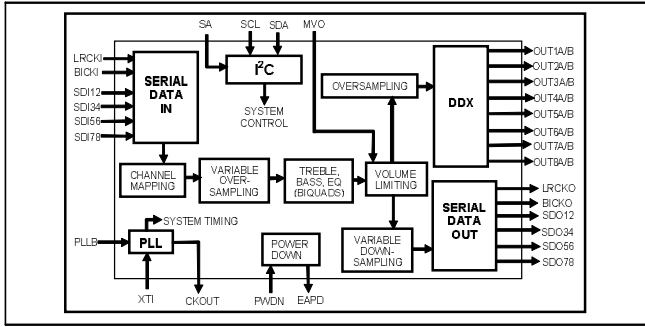 SA
SCL
SDA
MVO
LRCKI
BICKI
SDI12
SDI34
SDI56
SDI78
SERIAL
DATA
IN
I²C
SYSTEM
CONTROL
OVERSAMPLING
DDX
OUT1A/B
OUT2A/B
OUT3A/B
OUT4A/B
OUT5A/B
OUT6A/B
OUT7A/B
OUT8A/B
CHANNEL
MAPPING
VARIABLE
OVER-
SAMPLING
TREBLE,
BASS, EQ
(BIQUADS)
VOLUME
LIMITING
SERIAL
DATA
OUT
LRCKO
BICKO
SDO12
SDO34
SDO56
SDO78
SYSTEM TIMING
PLLB
PLL
POWER
DOWN
VARIABLE
DOWN-
SAMPLING
XTI
CKOUT
PWDN
EAPD